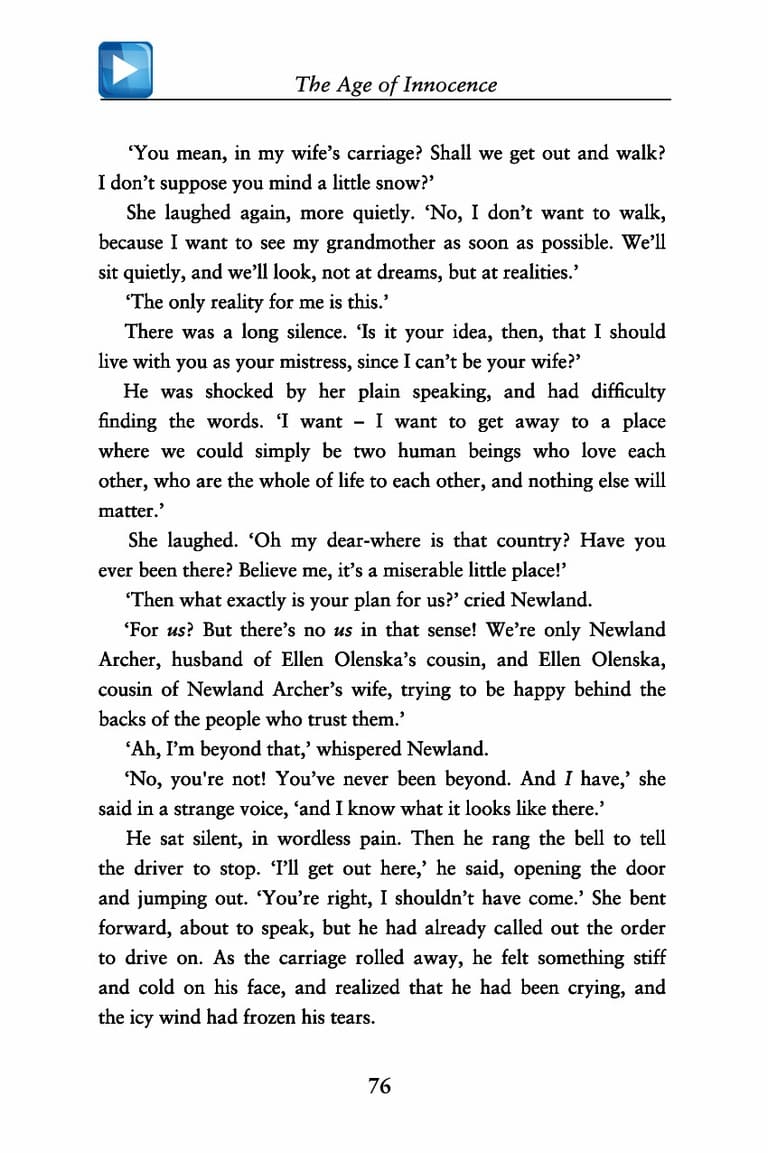 The Age of Innocence
‘You mean, in my wife’s carriage? Shall we get out and walk?
I don’t suppose you mind a little snow?’
She laughed again, more quietly. ‘No, I don’t want to walk,
because I want to see my grandmother as soon as possible. We’ll
sit quietly, and we’ll look, not at dreams, but at realities.’
‘The only reality for me is this.’
There was a long silence. ‘Is it your idea, then, that I should
live with you as your mistress, since I can’t be your wife?’
He was shocked by her plain speaking, and had difficulty
finding the words. ‘I want – I want to get away to a place
where we could simply be two human beings who love each
other, who are the whole of life to each other, and nothing else will
matter.’
She laughed. ‘Oh my dear-where is that country? Have you
ever been there? Believe me, it’s a miserable little place!’
‘Then what exactly is your plan for us?’ cried Newland.
‘For us? But there’s no us in that sense! We’re only Newland
Archer, husband of Ellen Olenska’s cousin, and Ellen Olenska,
cousin of Newland Archer’s wife, trying to be happy behind the
backs of the people who trust them.’
‘Ah, I’m beyond that,’ whispered Newland.
‘No, you're not! You’ve never been beyond. And I have,’ she
said in a strange voice, ‘and I know what it looks like there.’
He sat silent, in wordless pain. Then he rang the bell to tell
the driver to stop. ‘I’ll get out here,’ he said, opening the door
and jumping out. ‘You’re right, I shouldn’t have come.’ She bent
forward, about to speak, but he had already called out the order
to drive on. As the carriage rolled away, he felt something stiff
and cold on his face, and realized that he had been crying, and
the icy wind had frozen his tears.
76